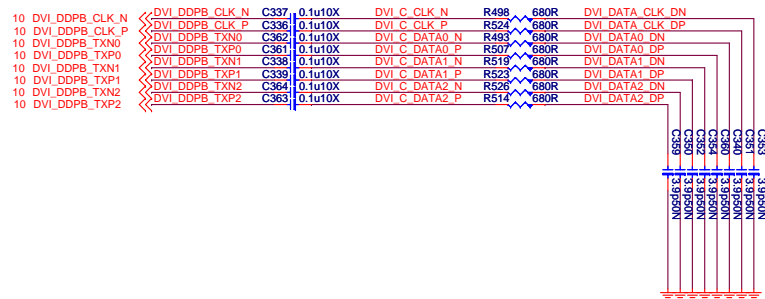 10 DVI_DDPB_CLK_N DVI_DDPB_CLK_N C337 0.1u10X DVI_C_CLK_N R498 680R DVI_DATA_CLK_DN
10 DVI_DDPB_CLK_P DVI_DDPB_CLK_P C336 0.1u10X DVI_C_CLK_P R524 680R DVI_DATA_CLK_DP
10 DVI_DDPB_TXN0 DVI_DDPB_TXN0 C362 0.1u10X DVI_C_DATA0_N R493 680R DVI_DATA0_DN
10 DVI_DDPB_TXP0 DVI_DDPB_TXP0 C361 0.1u10X DVI_C_DATA0_P R507 680R DVI_DATA0_DP
10 DVI_DDPB_TXN1 DVI_DDPB_TXN1 C338 0.1u10X DVI_C_DATA1_N R519 680R DVI_DATA1_DN
10 DVI_DDPB_TXP1 DVI_DDPB_TXP1 C339 0.1u10X DVI_C_DATA1_P R523 680R DVI_DATA1_DP
10 DVI_DDPB_TXN2 DVI_DDPB_TXN2 C364 0.1u10X DVI_C_DATA2_N R526 680R DVI_DATA2_DN
10 DVI_DDPB_TXP2 DVI_DDPB_TXP2 C363 0.1u10X DVI_C_DATA2_P R514 680R DVI_DATA2_DP
C359 3.9p50N
C350 3.9p50N
C352 3.9p50N
C354 3.9p50N
C360 3.9p50N
C340 3.9p50N
C351 3.9p50N
C353 3.9p50N